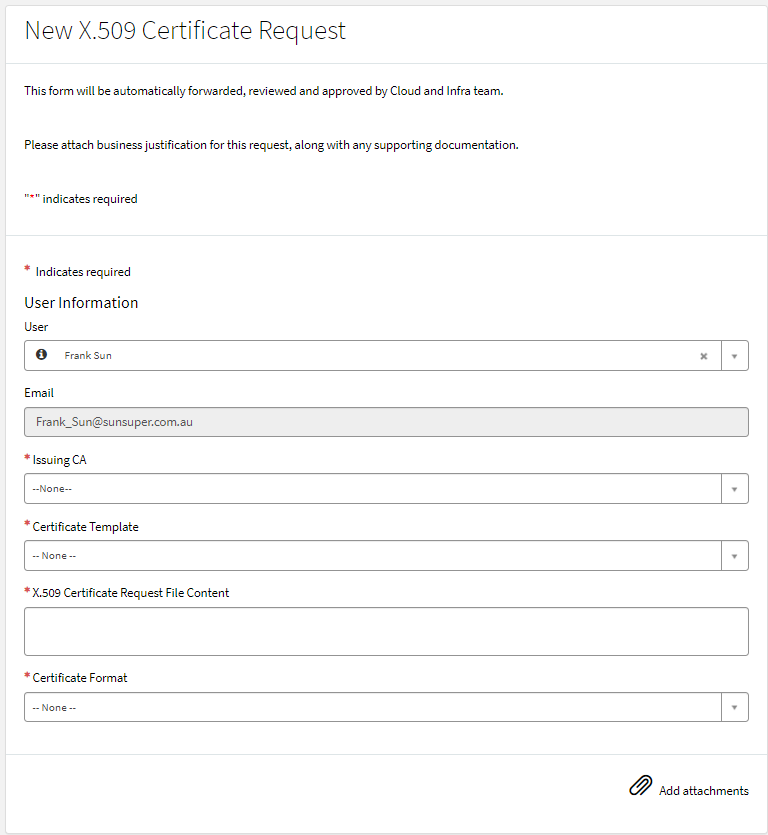 New X.509 Certificate Request
This form will be automatically forwarded, reviewed and approved by Cloud and Infra team.
Please attach business justification for this request, along with any supporting documentation.
"*" indicates required
* Indicates required
User Information
User
Frank Sun
Email
Frank_Sun@sunsuper.com.au
* Issuing CA
--None--
* Certificate Template
-- None --
* X.509 Certificate Request File Content
* Certificate Format
-- None --
Add attachments